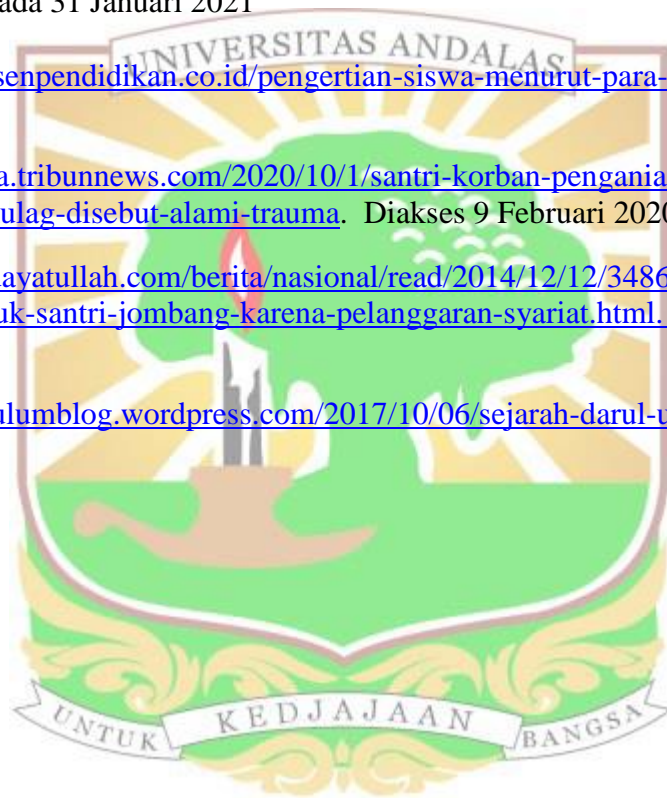 ada 31 Januari 2021
UNIVERSITAS ANDALAS
senpendidikan.co.id/pengertian-siswa-menurut-para-
a.tribunnews.com/2020/10/1/santri-korban-pengania
ulag-disebut-alami-trauma. Diakses 9 Februari 2020
ayatullah.com/berita/nasional/read/2014/12/12/3486
uk-santri-jombang-karena-pelanggaran-syariat.html.
ulumblog.wordpress.com/2017/10/06/sejarah-darul-u
UNTUK KEDJAJAAN BANGSA